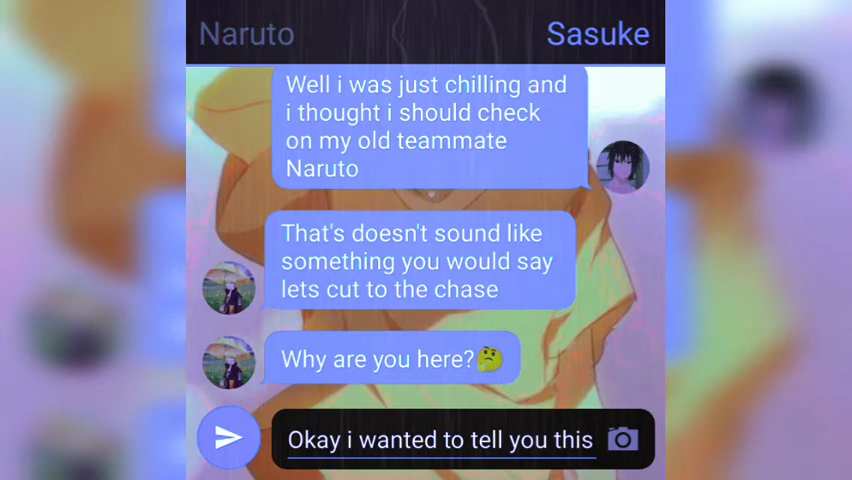 Naruto Sasuke
Well i was just chilling and
i thought i should check
on my old teammate
Naruto
That's doesn't sound like
something you would say
lets cut to the chase
Why are you here?🤔
Okay i wanted to tell you this